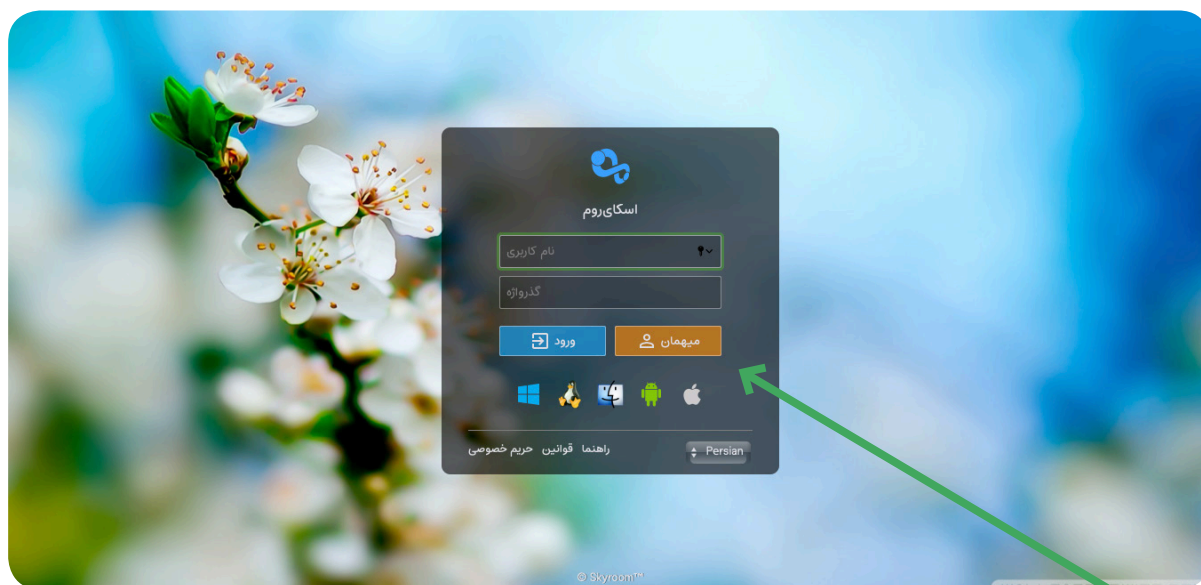 اسکای‌روم
نام کاربری
گذرواژه
میهمان ورود
Persian راهنما قوانین حریم خصوصی
© Skyroom™